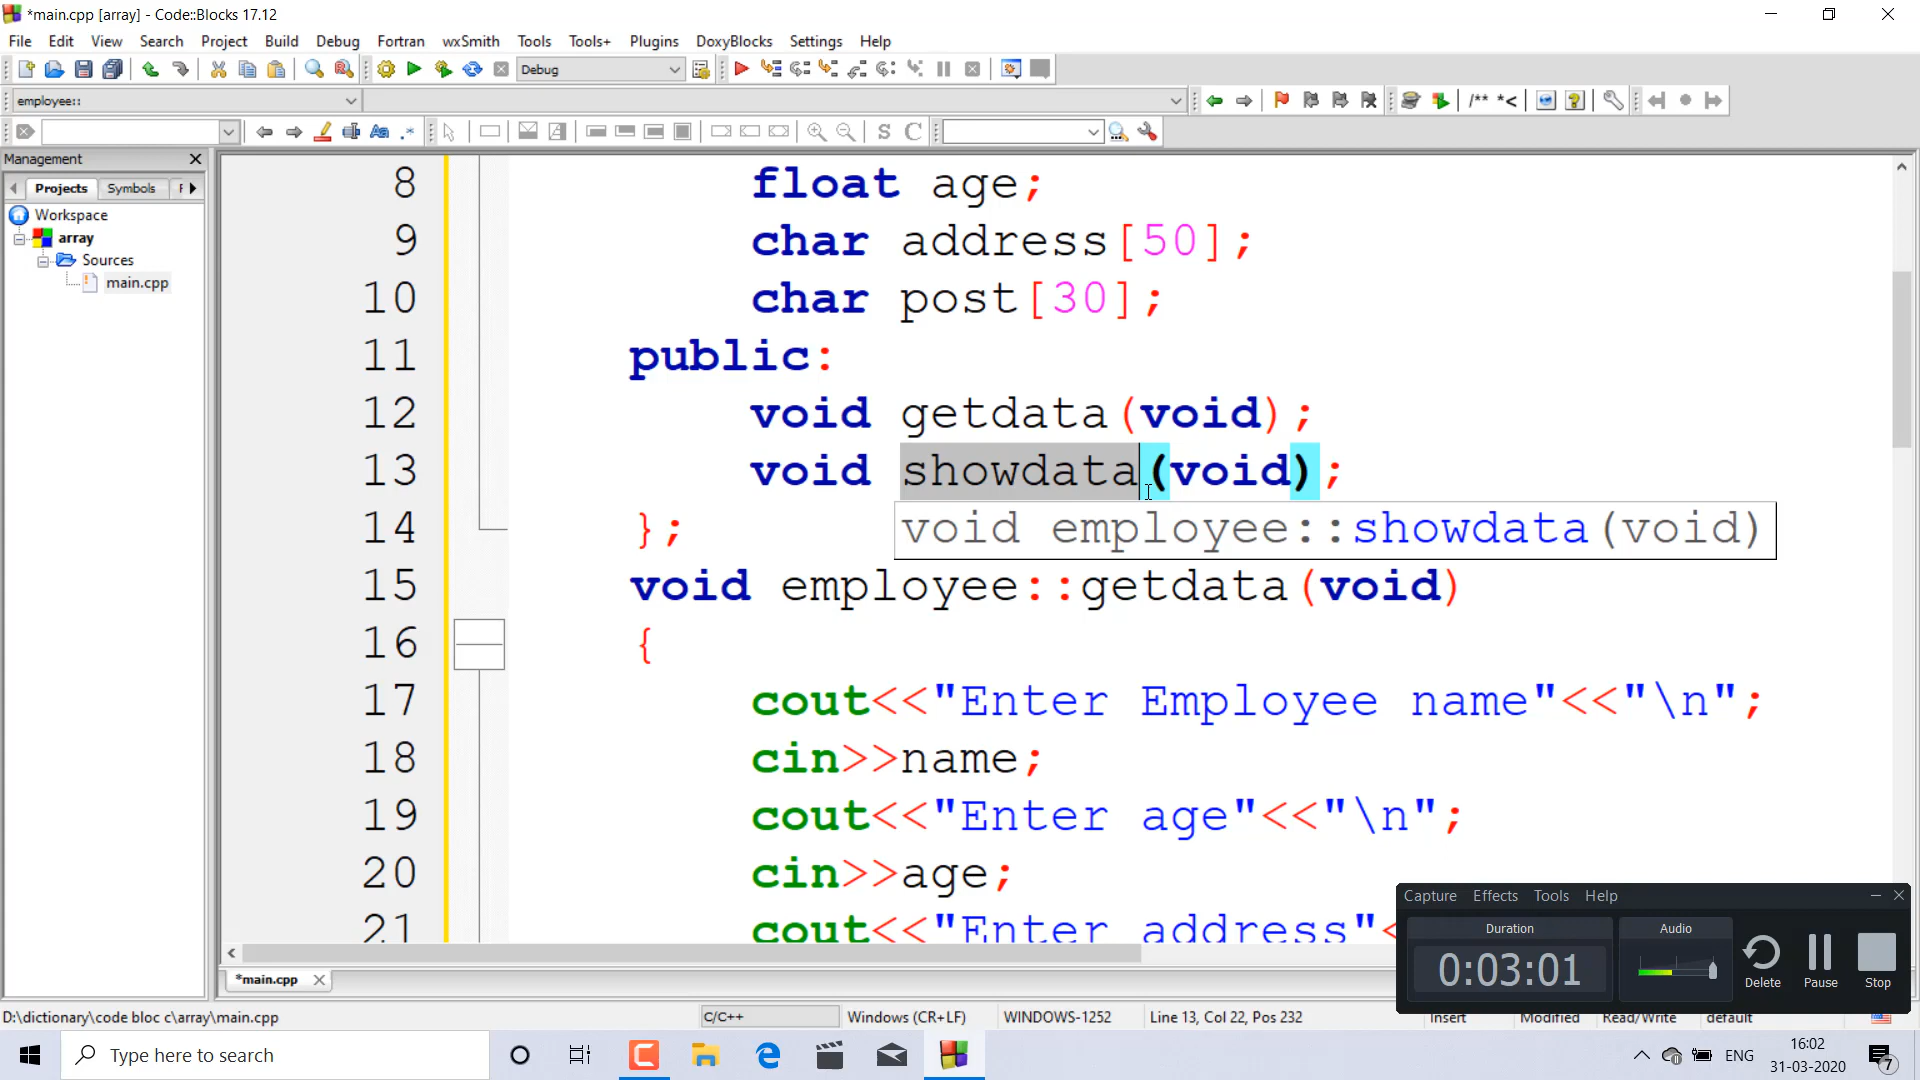 *main.cpp [array] - Code::Blocks 17.12
File Edit View Search Project Build Debug Fortran wxSmith Tools Tools+ Plugins DoxyBlocks Settings Help
Debug
employee::
/** *<
Management
Projects Symbols F
Workspace
array
Sources
main.cpp
8 float age;
9 char address[50];
10 char post[30];
11 public:
12 void getdata(void);
13 void showdata(void);
void employee::showdata(void)
14 };
15 void employee::getdata(void)
16 {
17 cout<<"Enter Employee name"<<"\n";
18 cin>>name;
19 cout<<"Enter age"<<"\n";
20 cin>>age;
21 cout<<"Enter address"<
Capture Effects Tools Help
Duration
Audio
0:03:01
Delete Pause Stop
*main.cpp
D:\dictionary\code bloc c\array\main.cpp C/C++ Windows (CR+LF) WINDOWS-1252 Line 13, Col 22, Pos 232 Insert Modified Read/Write default
Type here to search
ENG
16:02
31-03-2020
7